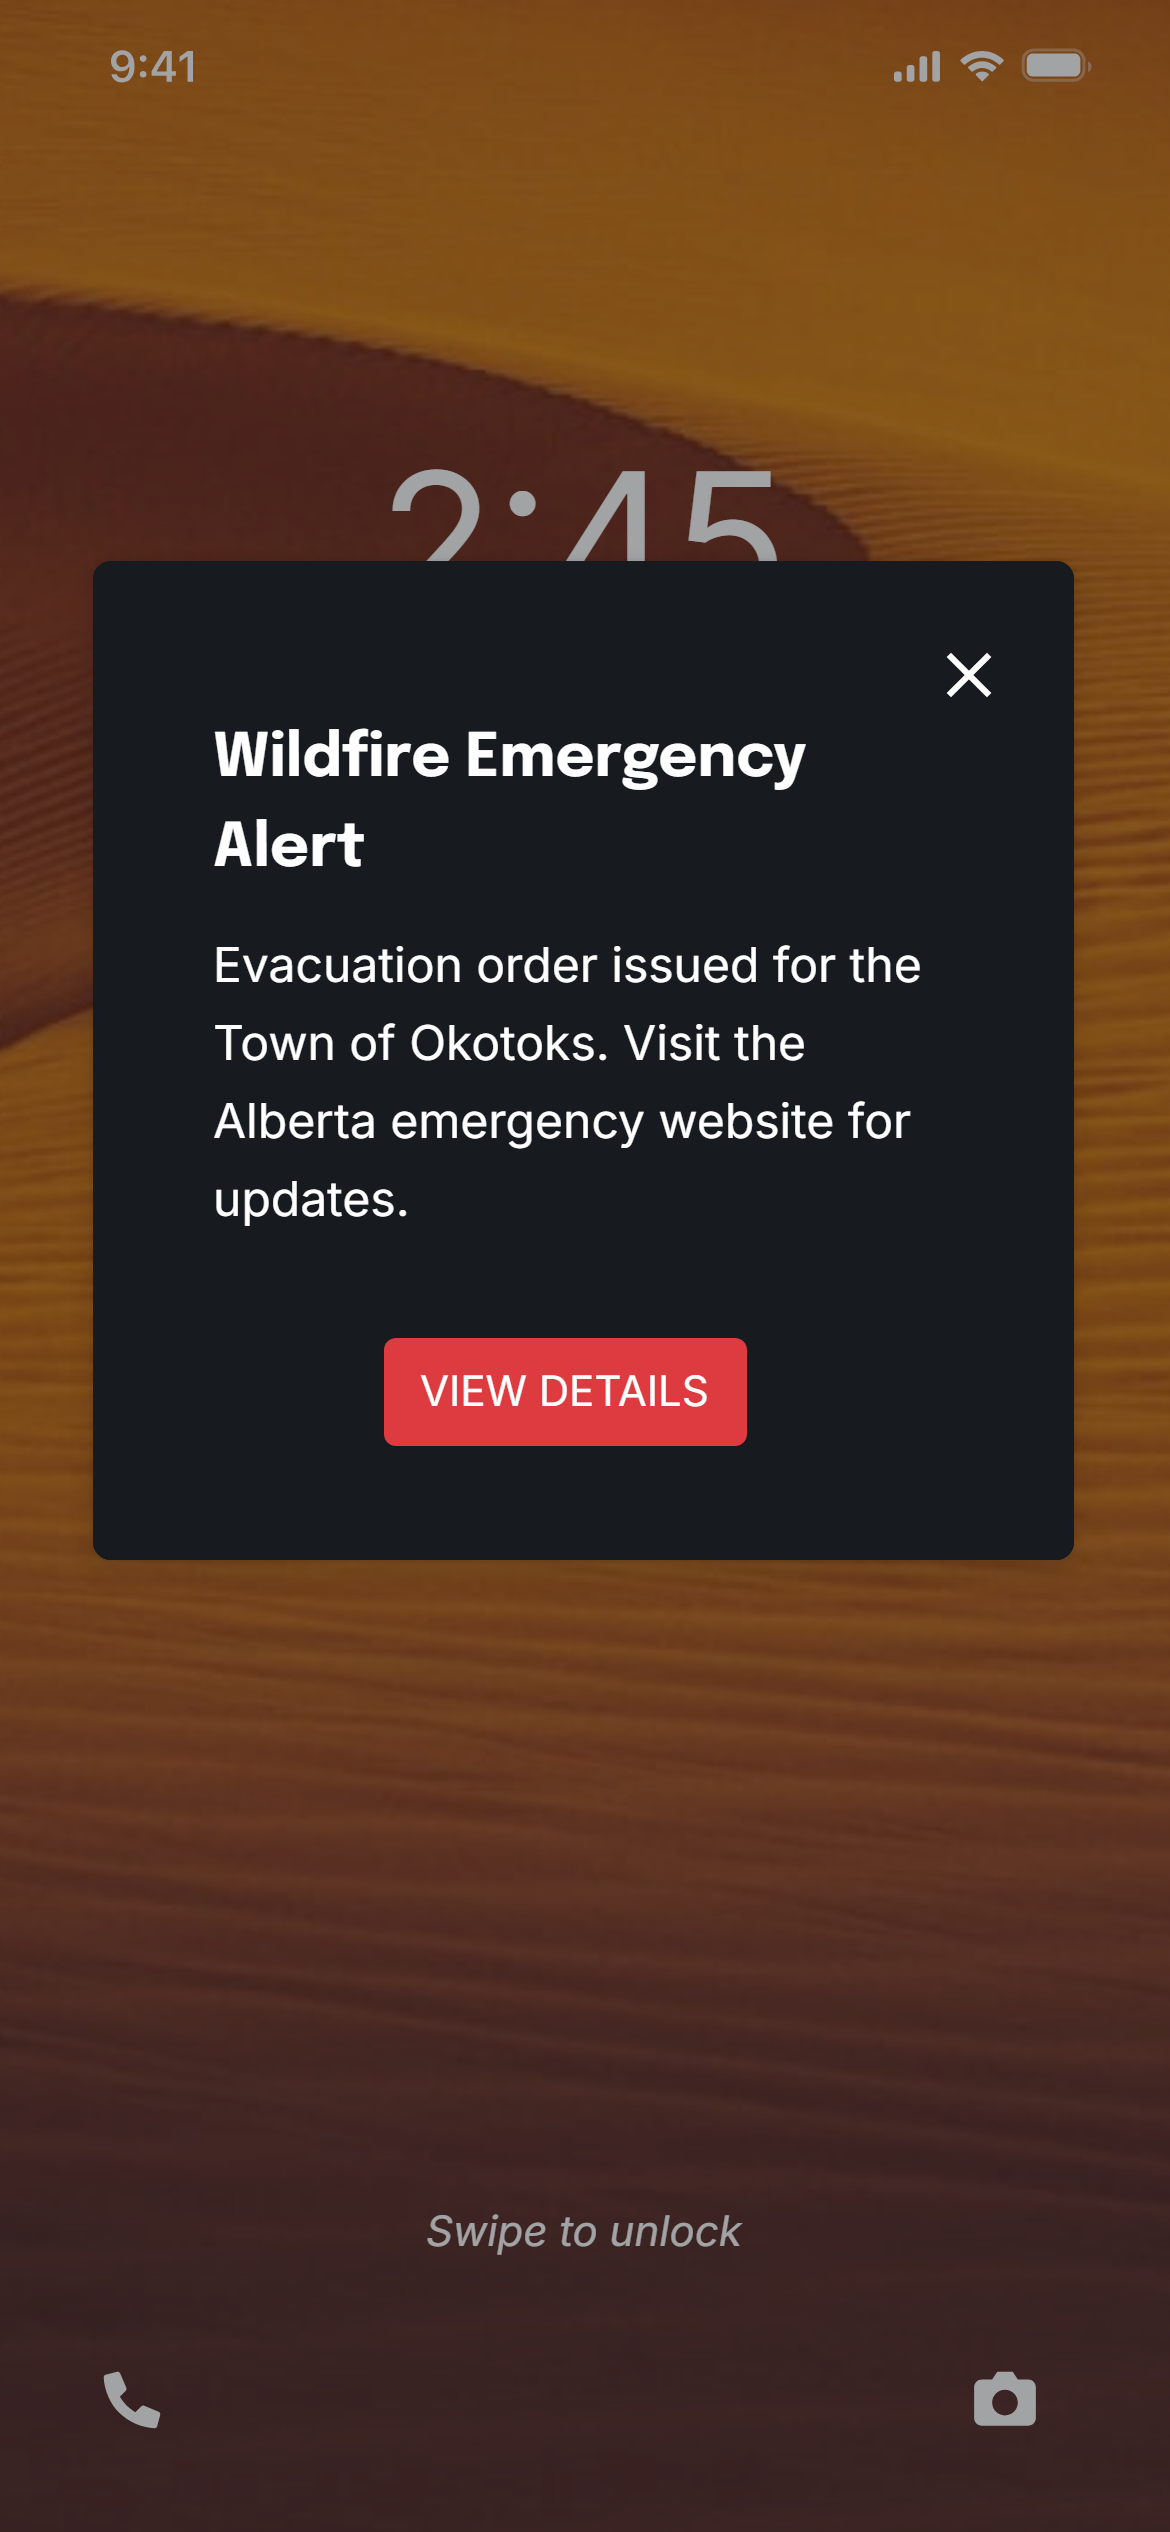 9:41
2:45
Wildfire Emergency
Alert
Evacuation order issued for the
Town of Okotoks. Visit the
Alberta emergency website for
updates.
VIEW DETAILS
Swipe to unlock